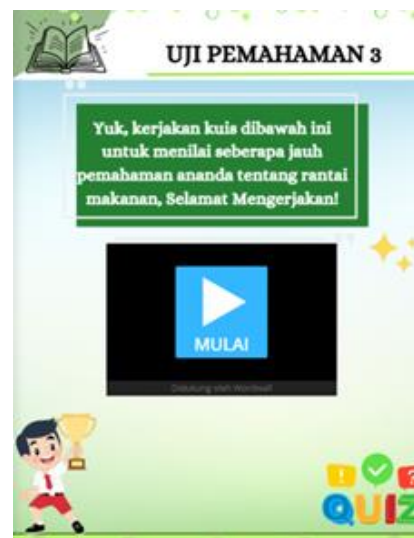 UJI PEMAHAMAN 3
Yuk, kerjakan kuis dibawah ini
untuk menilai seberapa jauh
pemahaman ananda tentang rantai
makanan, Selamat Mengerjakan!
MULAI
Didukung oleh Wordwall
QUIZ